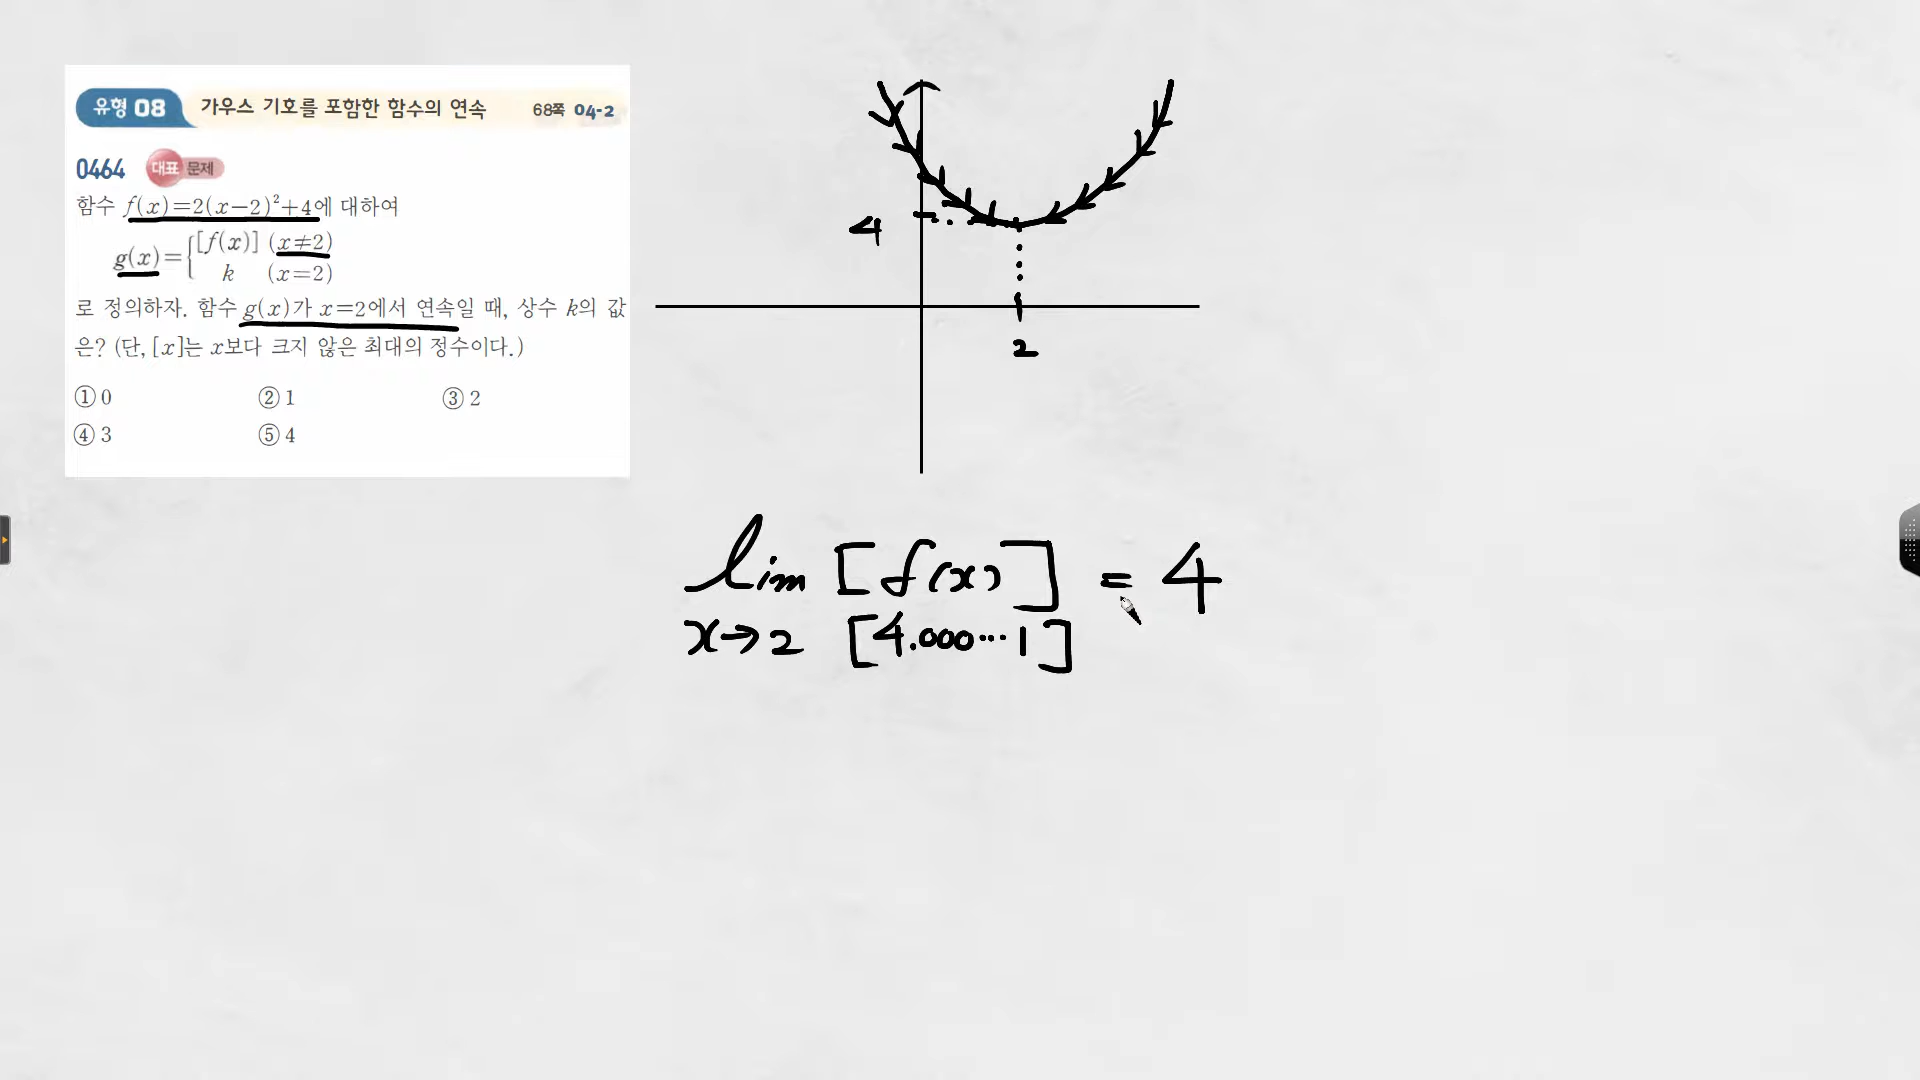 유형 08 가우스 기호를 포함한 함수의 연속 68쪽 04-2
0464 대표 문제
함수 f(x)=2(x-2)²+4에 대하여
g(x)={[f(x)] (x≠2)
k (x=2)
로 정의하자. 함수 g(x)가 x=2에서 연속일 때, 상수 k의 값
은? (단, [x]는 x보다 크지 않은 최대의 정수이다.)
① 0 ② 1 ③ 2
④ 3 ⑤ 4
4
2
lim [f(x)] = 4
x→2 [4.000···1]